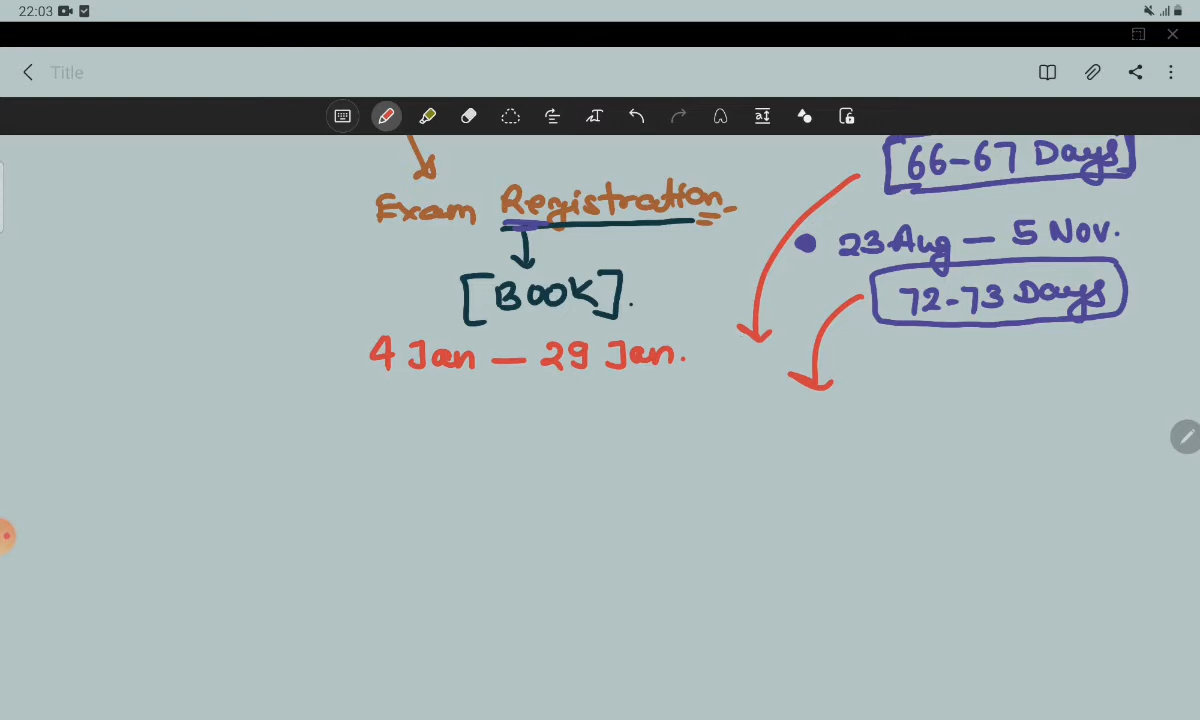 22:03
Title
[66-67 Days]
Exam Registration
23 Aug — 5 Nov.
[BOOK].
72-73 Days
4 Jan — 29 Jan.